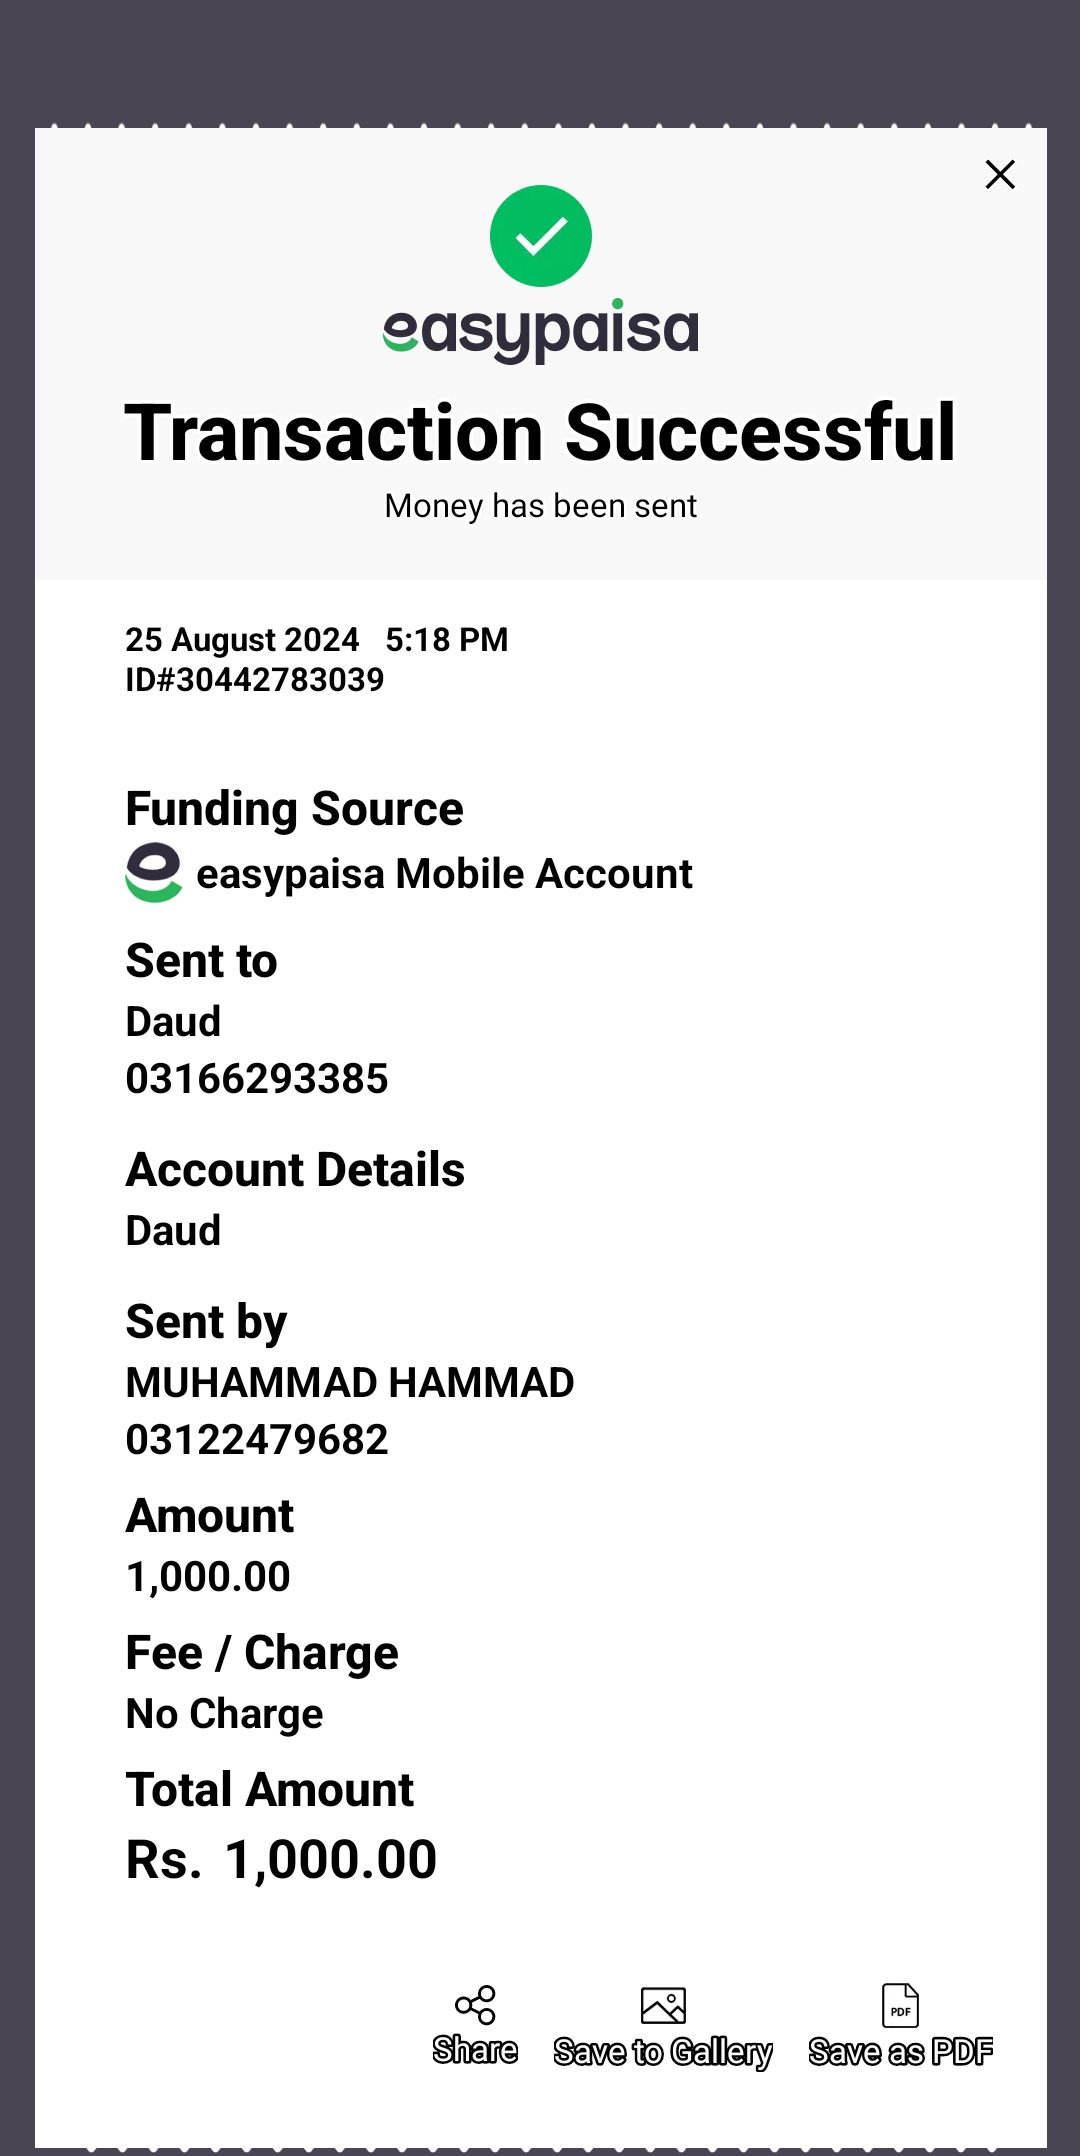 easypaisa
Transaction Successful
Money has been sent
25 August 2024 5:18 PM
ID#30442783039
Funding Source
easypaisa Mobile Account
Sent to
Daud
03166293385
Account Details
Daud
Sent by
MUHAMMAD HAMMAD
03122479682
Amount
1,000.00
Fee / Charge
No Charge
Total Amount
Rs. 1,000.00
PDF
Share Save to Gallery Save as PDF